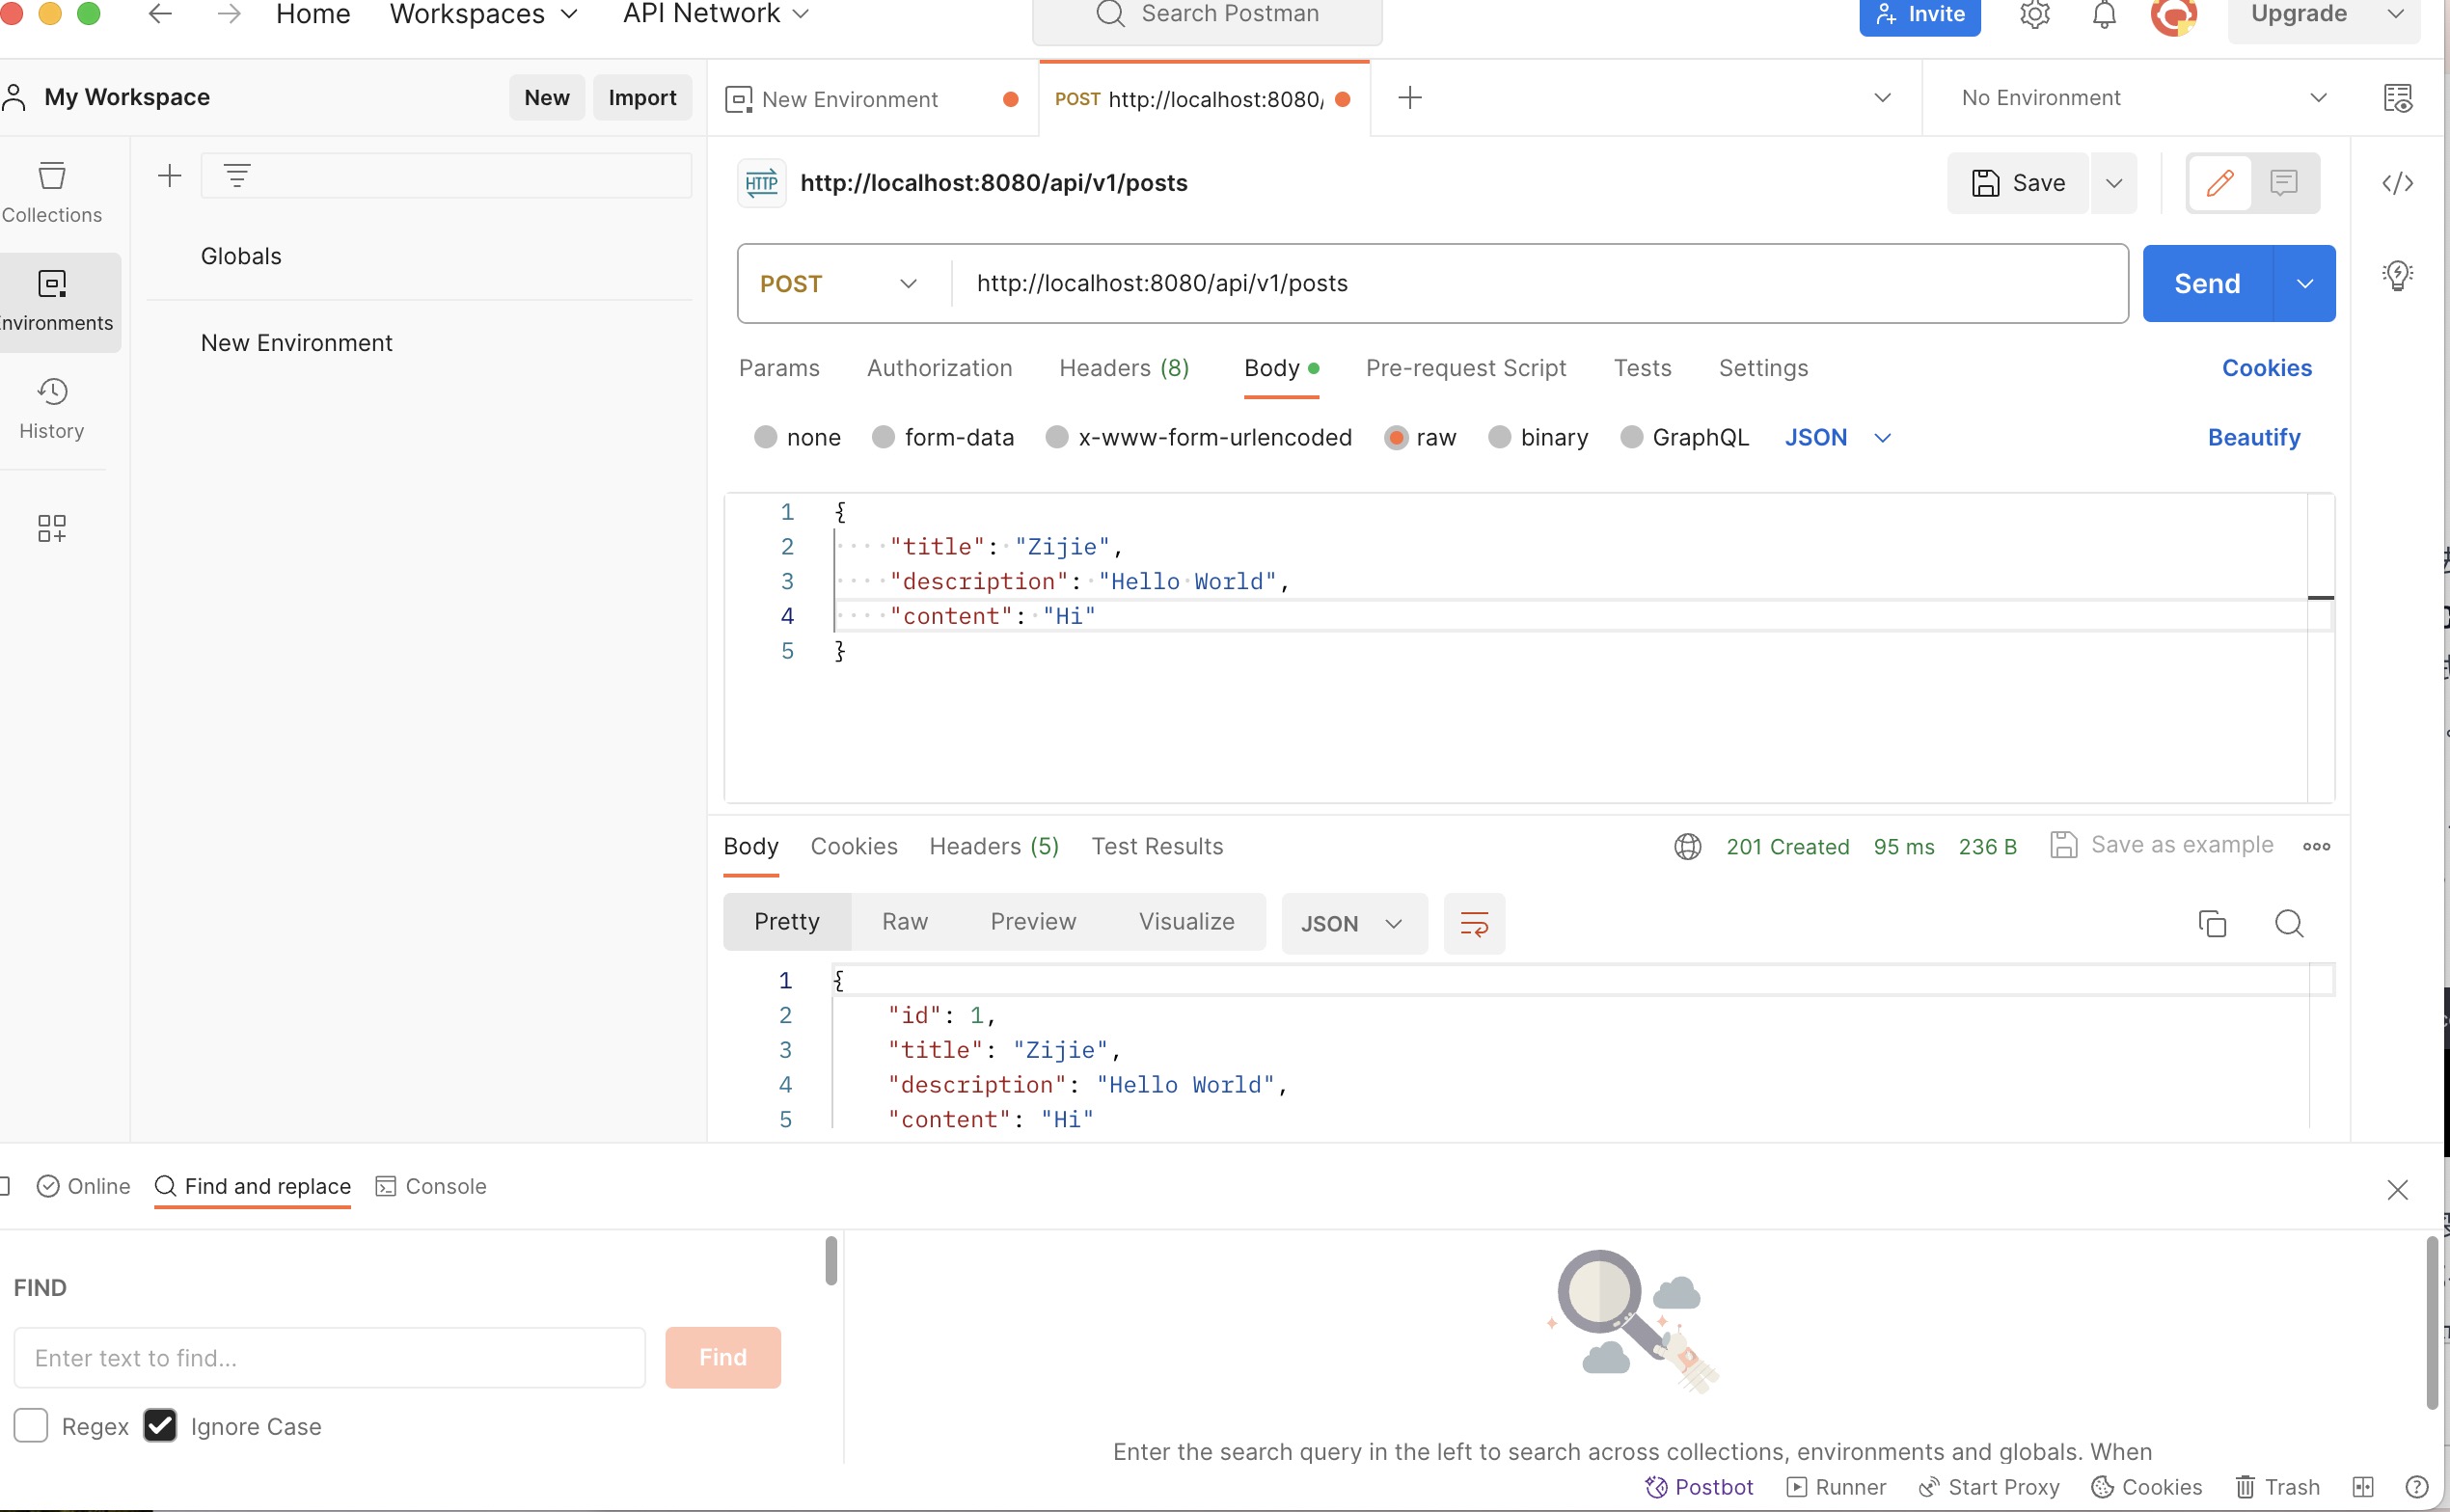 Home Workspaces API Network Search Postman Invite Upgrade
My Workspace New Import New Environment POST http://localhost:8080/ No Environment
Collections
Environments
History
Globals
New Environment
HTTP http://localhost:8080/api/v1/posts Save
POST http://localhost:8080/api/v1/posts Send
Params Authorization Headers (8) Body Pre-request Script Tests Settings Cookies
none form-data x-www-form-urlencoded raw binary GraphQL JSON Beautify
1 {
2 "title": "Zijie",
3 "description": "Hello World",
4 "content": "Hi"
5 }
Body Cookies Headers (5) Test Results 201 Created 95 ms 236 B Save as example
Pretty Raw Preview Visualize JSON
1 {
2 "id": 1,
3 "title": "Zijie",
4 "description": "Hello World",
5 "content": "Hi"
Online Find and replace Console
FIND
Enter text to find...
Find
Regex Ignore Case
Enter the search query in the left to search across collections, environments and globals. When
Postbot Runner Start Proxy Cookies Trash